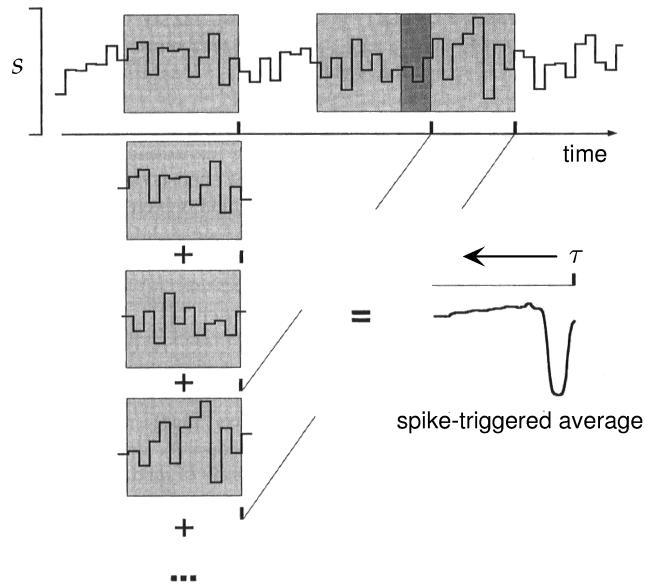 s
time
+
τ
+
=
spike-triggered average
+
...